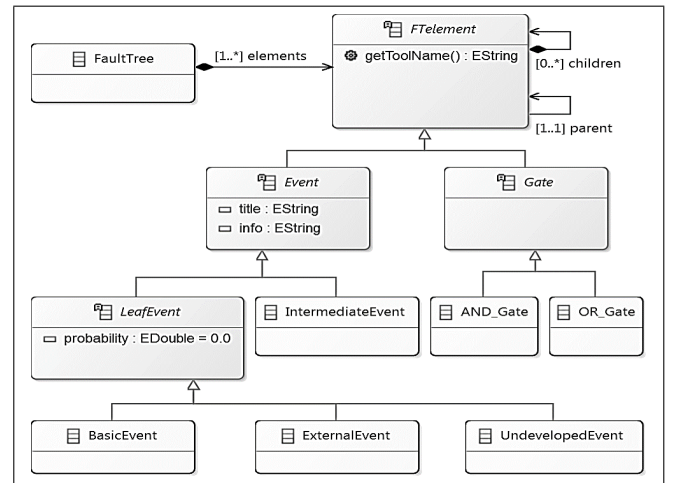 FTelement
FaultTree
[1..*] elements
getToolName() : EString
[0..*] children
[1..1] parent
Event
Gate
title : EString
info : EString
LeafEvent
IntermediateEvent
AND_Gate
OR_Gate
probability : EDouble = 0.0
BasicEvent
ExternalEvent
UndevelopedEvent